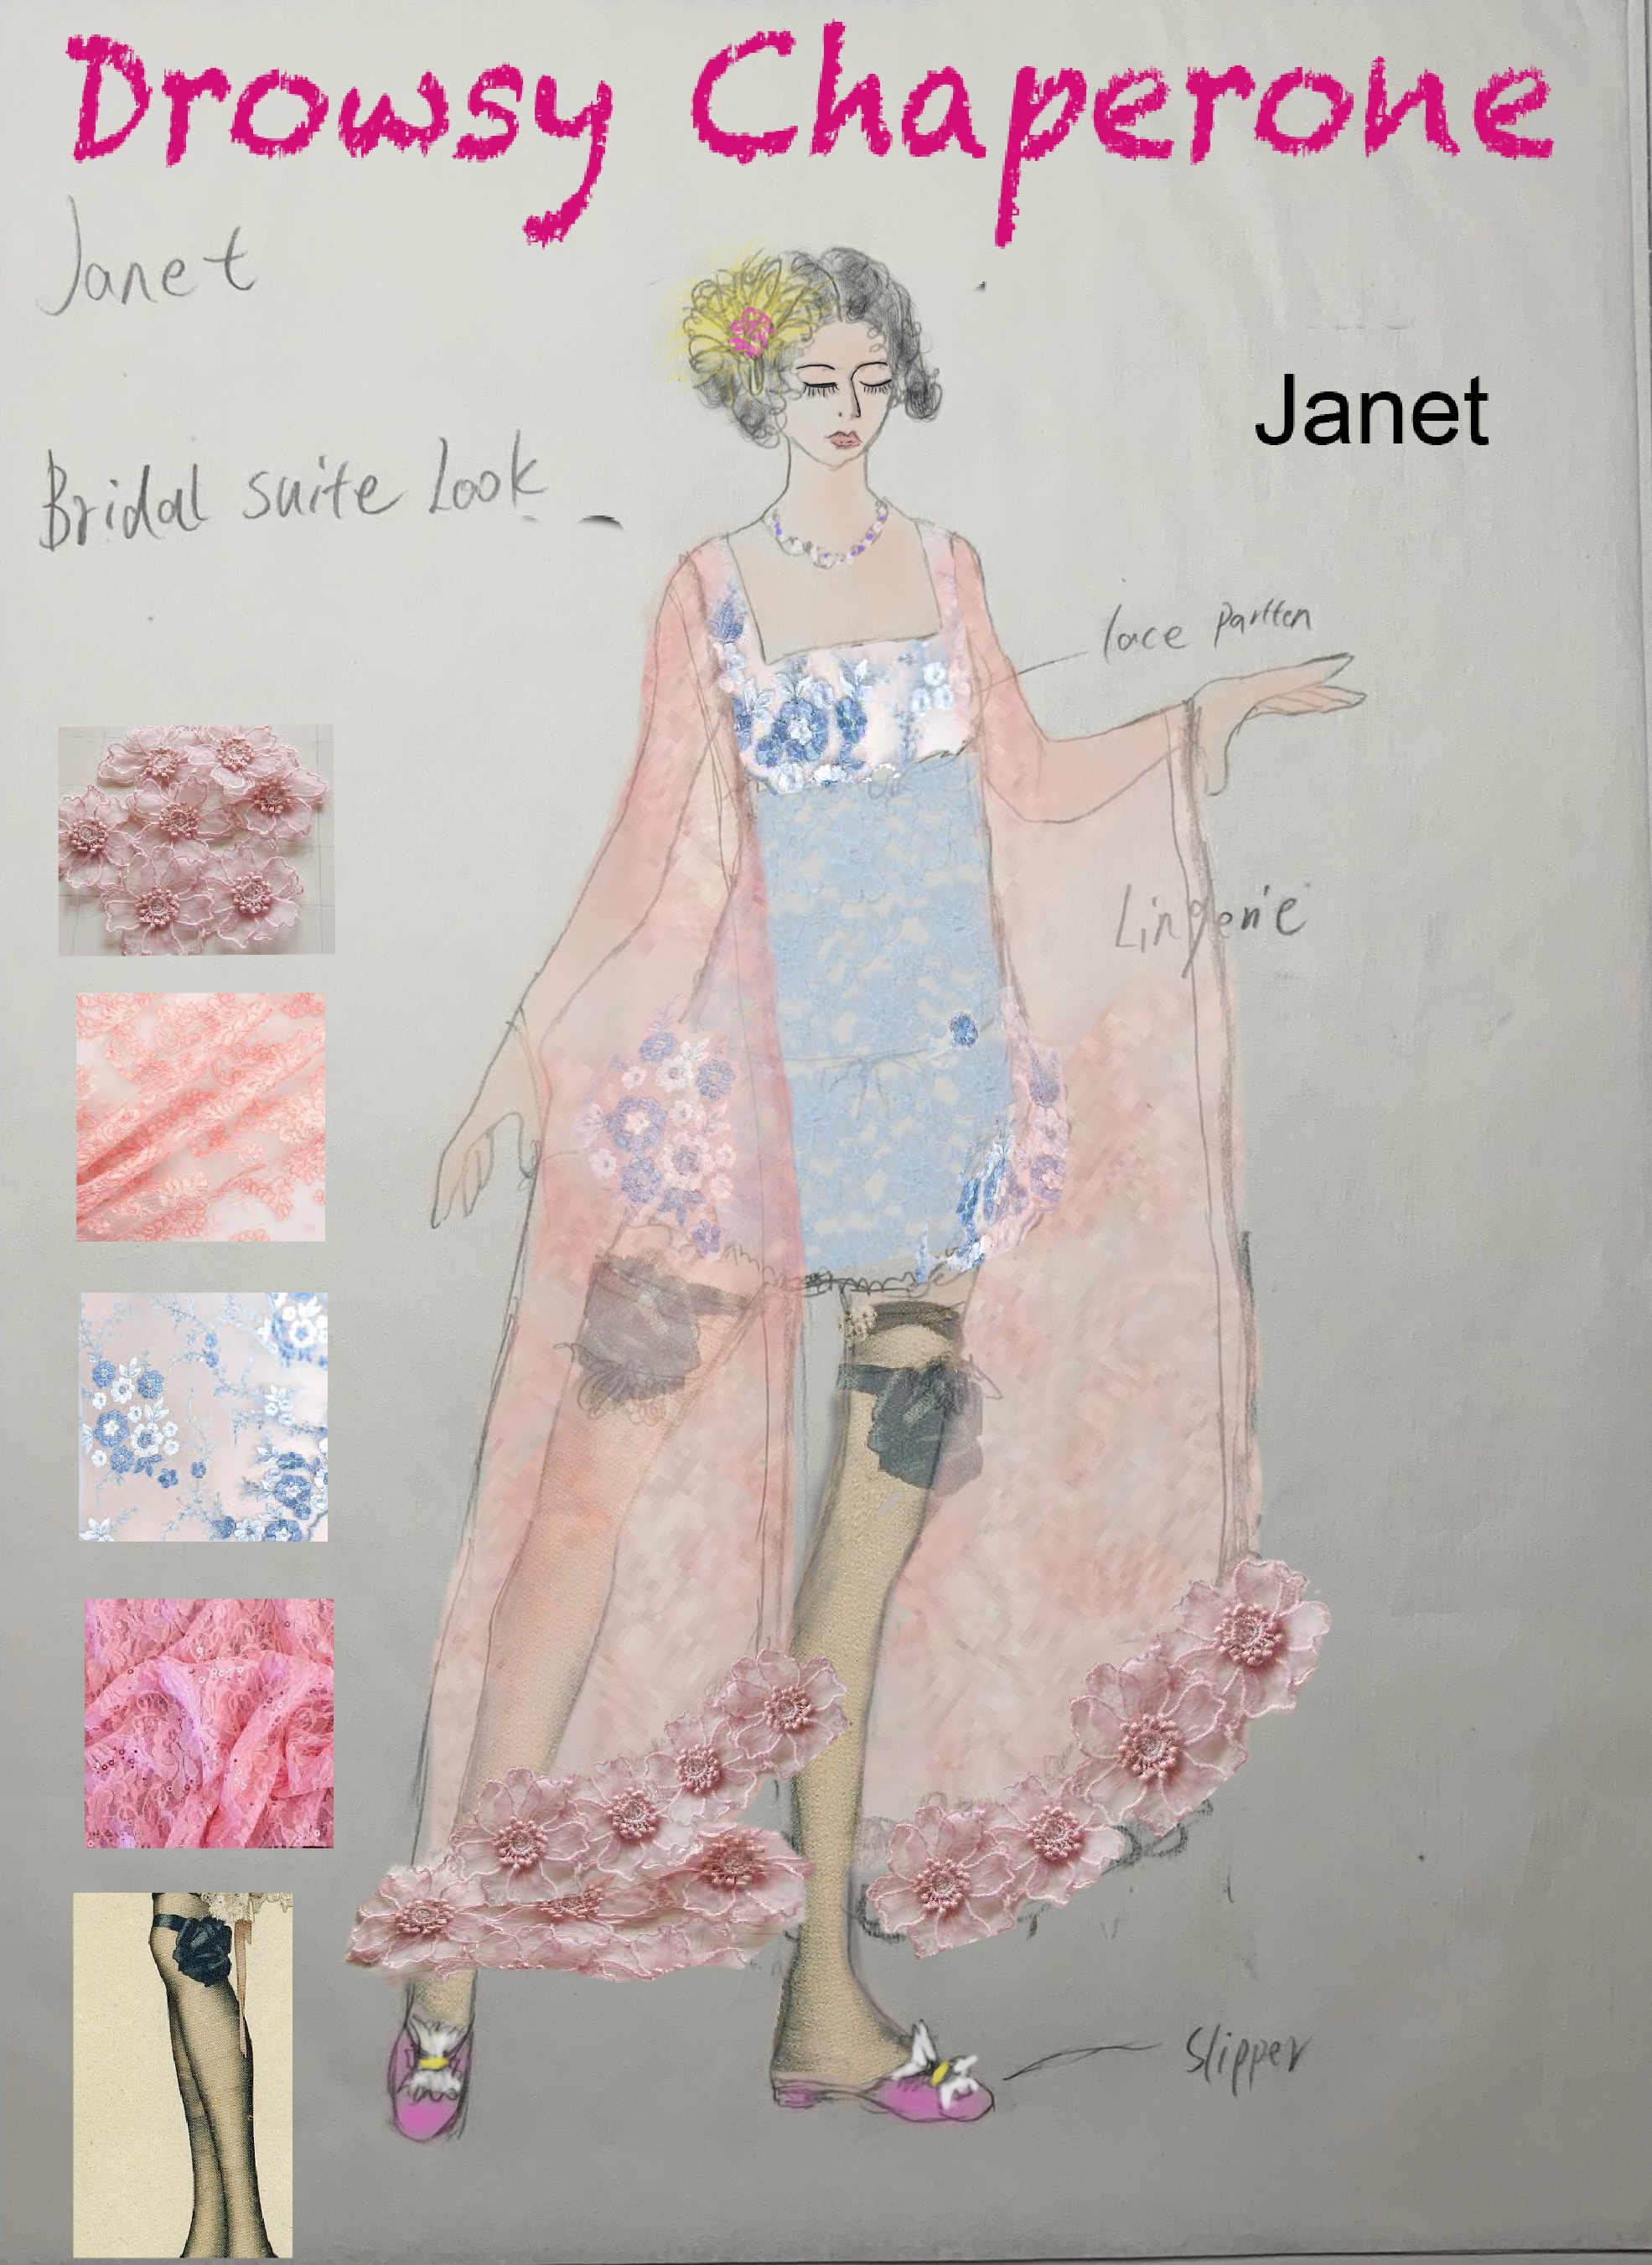 Drowsy Chaperone
Janet
Janet
Bridal suite Look
lace partten
Lingerie
Slipper